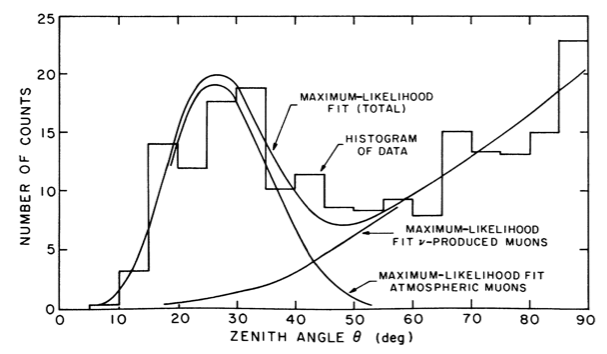 25
20
15
10
5
0
NUMBER OF COUNTS
MAXIMUM-LIKELIHOOD
FIT (TOTAL)
HISTOGRAM
OF DATA
MAXIMUM-LIKELIHOOD
FIT ν-PRODUCED MUONS
MAXIMUM-LIKELIHOOD FIT
ATMOSPHERIC MUONS
0 10 20 30 40 50 60 70 80 90
ZENITH ANGLE θ (deg)